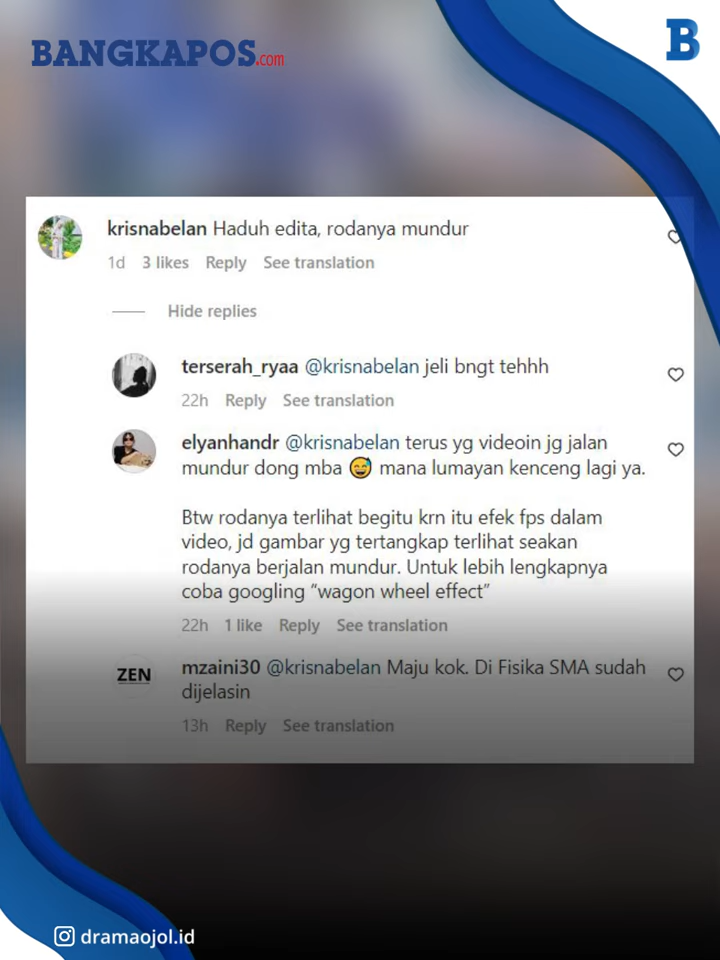 BANGKAPOS.com
B
krisnabelan Haduh edita, rodanya mundur
1d 3 likes Reply See translation
Hide replies
terserah_ryaa @krisnabelan jeli bngt tehhh
22h Reply See translation
elyanhandr @krisnabelan terus yg videoin jg jalan
mundur dong mba 😅 mana lumayan kenceng lagi ya.
Btw rodanya terlihat begitu krn itu efek fps dalam
video, jd gambar yg tertangkap terlihat seakan
rodanya berjalan mundur. Untuk lebih lengkapnya
coba googling “wagon wheel effect”
22h 1 like Reply See translation
ZEN
mzaini30 @krisnabelan Maju kok. Di Fisika SMA sudah
dijelasin
13h Reply See translation
dramaojol.id